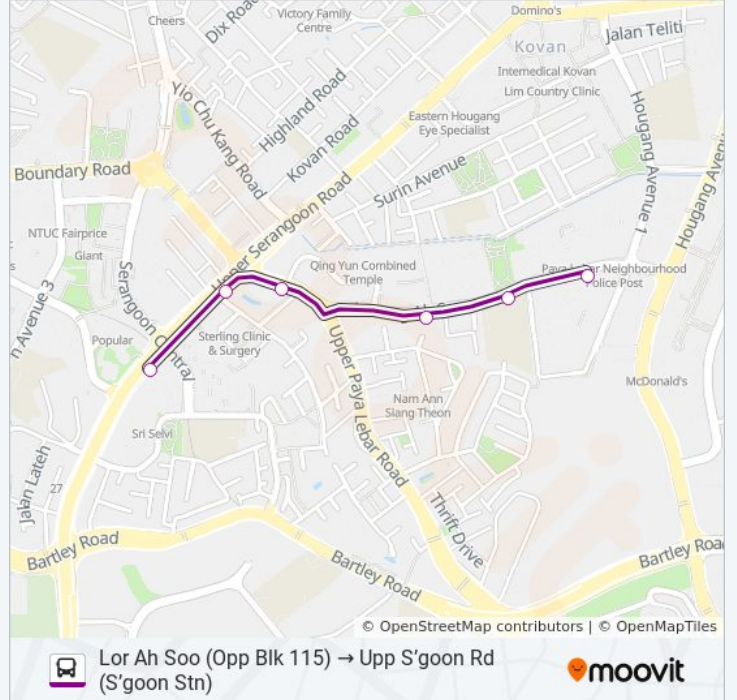 Domino's
Cheers
Dix Road
Victory Family
Centre
Jalan Teliti
Kovan
Intemedical Kovan
Lim Country Clinic
Yio Chu Kang Road
Highland Road
Eastern Hougang
Eye Specialist
Hougang Avenue 1
Kovan Road
Boundary Road
Surin Avenue
Upper Serangoon Road
Hougang Avenu
NTUC Fairprice
Giant
Qing Yun Combined
Temple
Neighbourhood
Police Post
Serangoon Central
n Avenue 3
Popular
Sterling Clinic
& Surgery
Upper Paya Lebar Road
McDonald's
Nam Ann
Siang Theon
Sri Selvi
Jalan Lateh
27
Thrift Drive
Bartley Road
Bartley Road
Bartley Roa
© OpenStreetMap contributors | © OpenMapTiles
Lor Ah Soo (Opp Blk 115) → Upp S'goon Rd
(S'goon Stn)
moovit